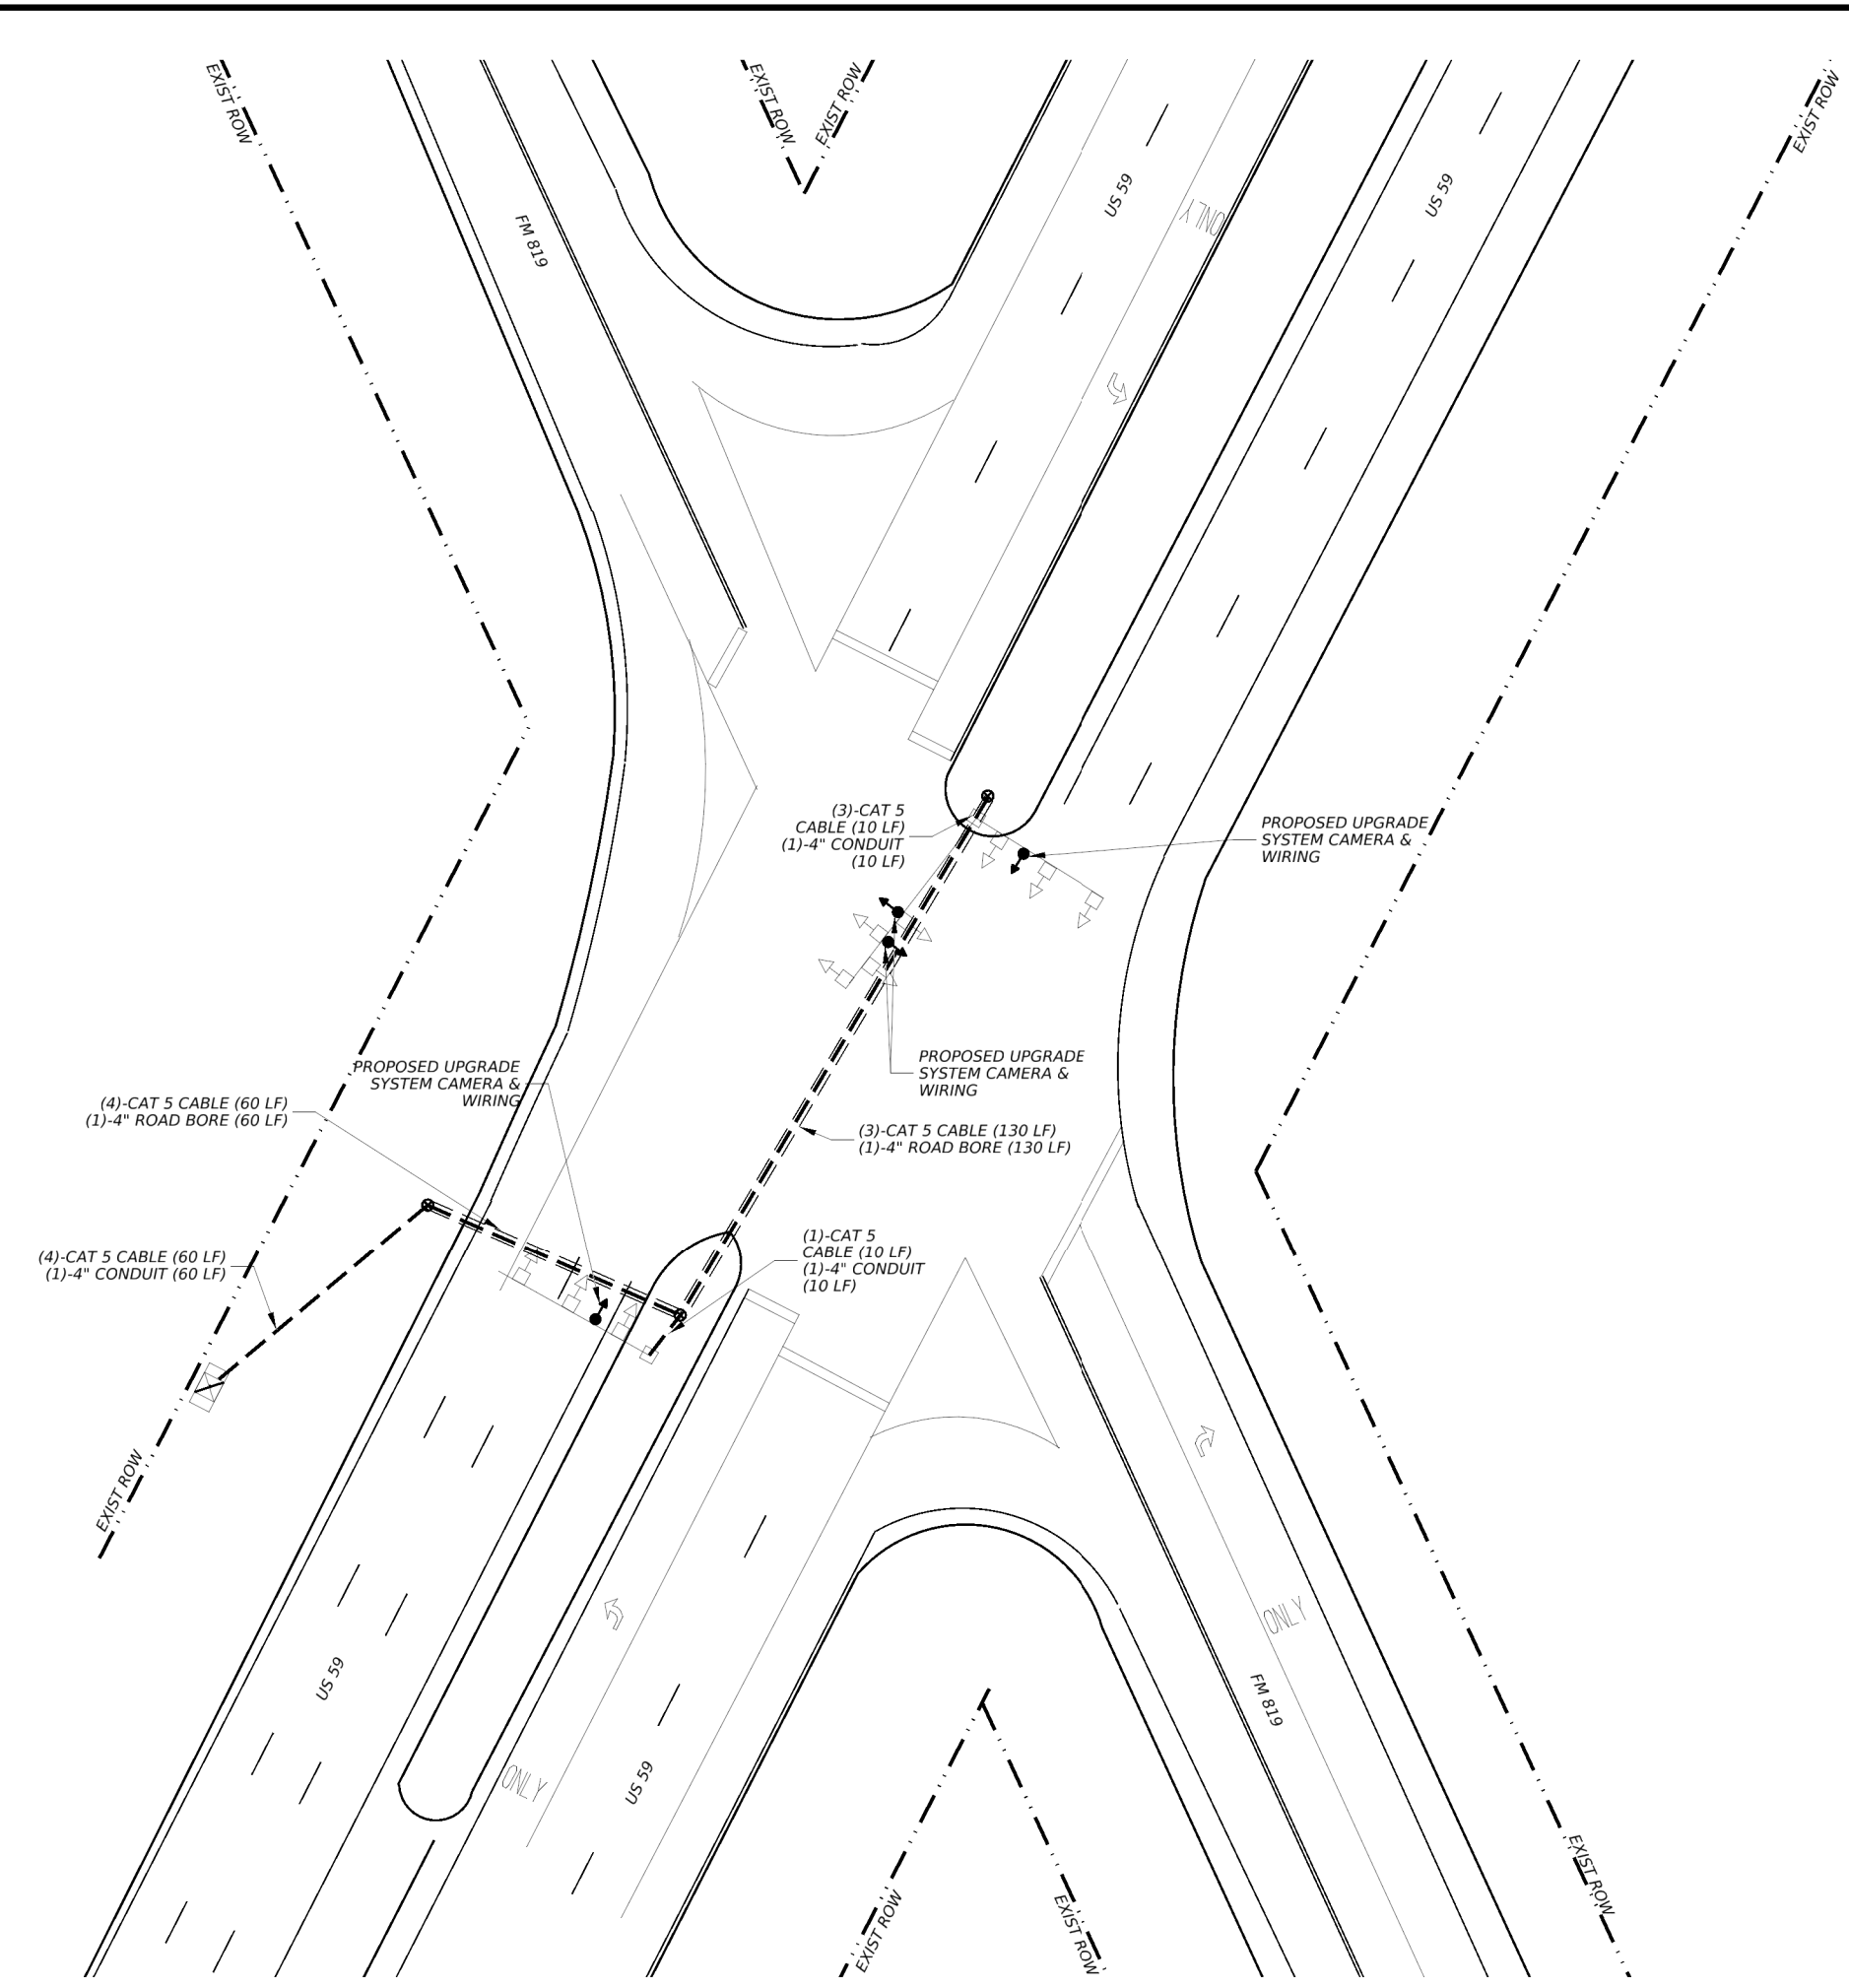 EXIST ROW
EXIST ROW
EXIST ROW
EXIST ROW
US 59
US 59
ONLY
FM 819
(3)-CAT 5
CABLE (10 LF)
(1)-4" CONDUIT
(10 LF)
PROPOSED UPGRADE
SYSTEM CAMERA &
WIRING
PROPOSED UPGRADE
SYSTEM CAMERA &
WIRING
PROPOSED UPGRADE
SYSTEM CAMERA &
WIRING
(4)-CAT 5 CABLE (60 LF)
(1)-4" ROAD BORE (60 LF)
(3)-CAT 5 CABLE (130 LF)
(1)-4" ROAD BORE (130 LF)
(4)-CAT 5 CABLE (60 LF)
(1)-4" CONDUIT (60 LF)
(1)-CAT 5
CABLE (10 LF)
(1)-4" CONDUIT
(10 LF)
EXIST ROW
ONLY
US 59
FM 819
ONLY
US 59
EXIST ROW
EXIST ROW
EXIST ROW